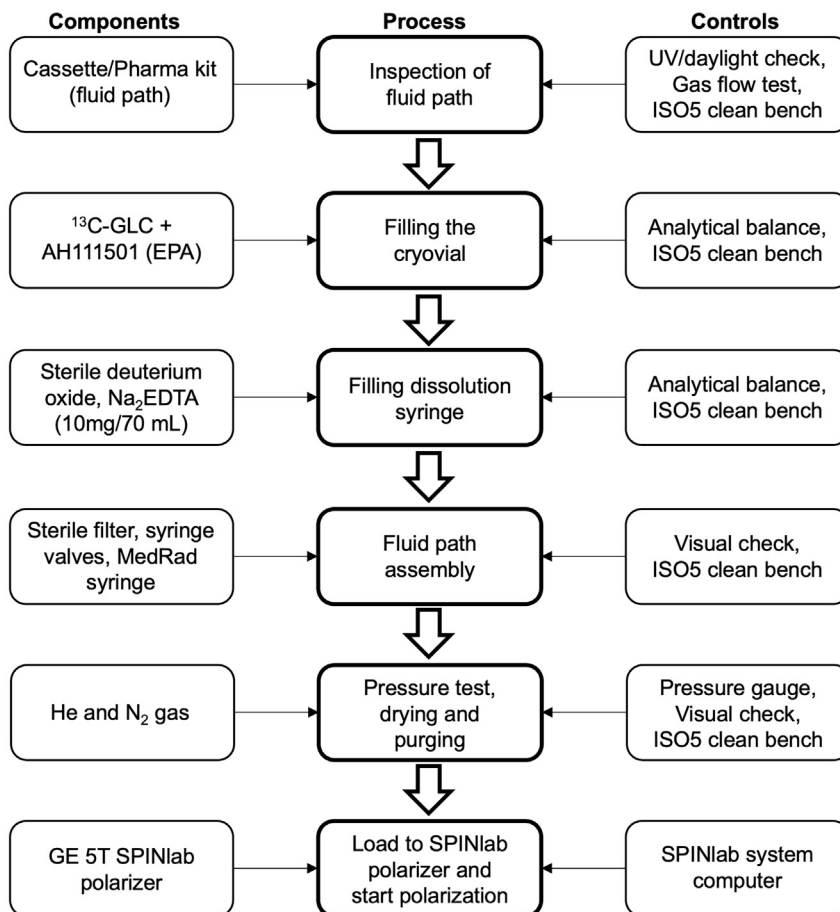 Components
Process
Controls
Cassette/Pharma kit
(fluid path)
Inspection of
fluid path
UV/daylight check,
Gas flow test,
ISO5 clean bench
¹³C-GLC +
AH111501 (EPA)
Filling the
cryovial
Analytical balance,
ISO5 clean bench
Sterile deuterium
oxide, Na₂EDTA
(10mg/70 mL)
Filling dissolution
syringe
Analytical balance,
ISO5 clean bench
Sterile filter, syringe
valves, MedRad
syringe
Fluid path
assembly
Visual check,
ISO5 clean bench
He and N₂ gas
Pressure test,
drying and
purging
Pressure gauge,
Visual check,
ISO5 clean bench
GE 5T SPINlab
polarizer
Load to SPINlab
polarizer and
start polarization
SPINlab system
computer